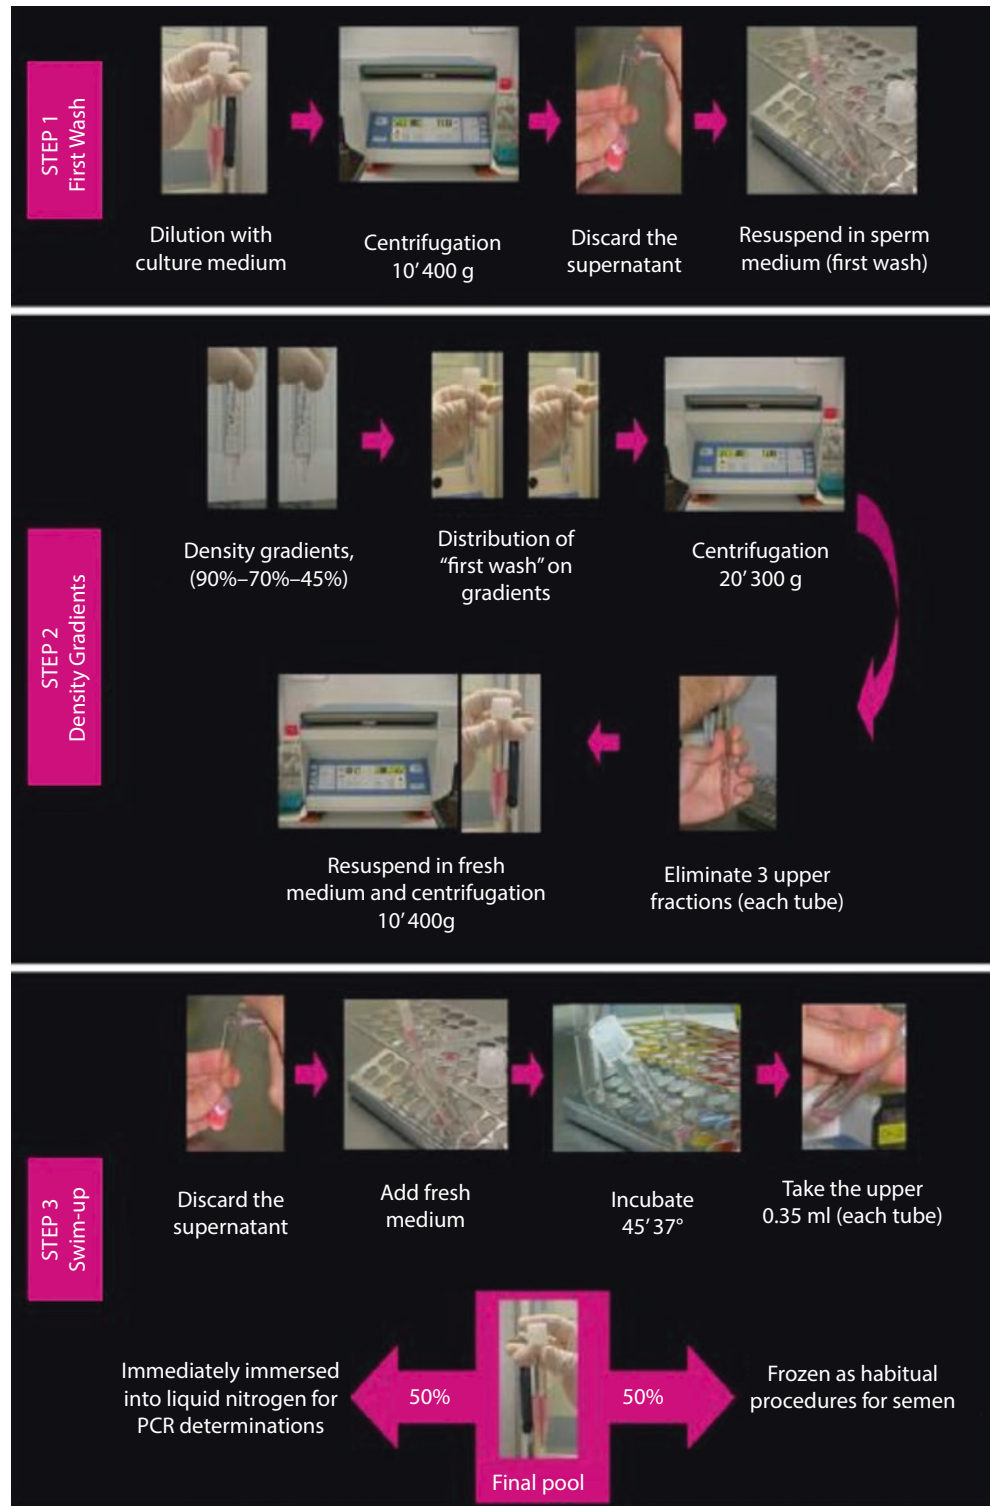 STEP 1
First Wash
Dilution with
culture medium
Centrifugation
10’ 400 g
Discard the
supernatant
Resuspend in sperm
medium (first wash)
STEP 2
Density Gradients
Density gradients,
(90%–70%–45%)
Distribution of
“first wash” on
gradients
Centrifugation
20’ 300 g
Resuspend in fresh
medium and centrifugation
10’ 400g
Eliminate 3 upper
fractions (each tube)
STEP 3
Swim-up
Discard the
supernatant
Add fresh
medium
Incubate
45’ 37°
Take the upper
0.35 ml (each tube)
Immediately immersed
into liquid nitrogen for
PCR determinations
50%
50%
Frozen as habitual
procedures for semen
Final pool